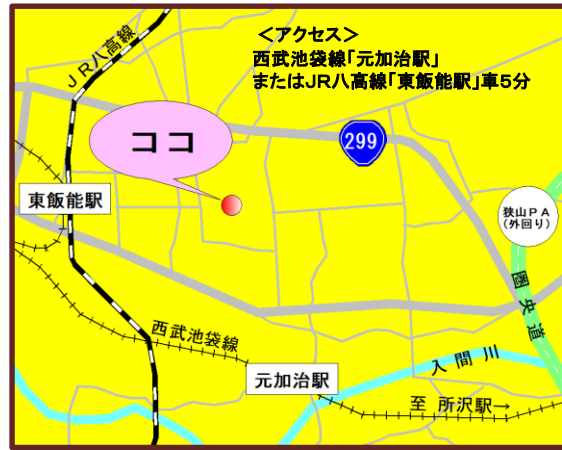 <アクセス>
西武池袋線「元加治駅」
またはJR八高線「東飯能駅」車5分
JR八高線
ココ
299
東飯能駅
狭山PA
(外回り)
圏央道
西武池袋線
元加治駅
入間川
至 所沢駅→